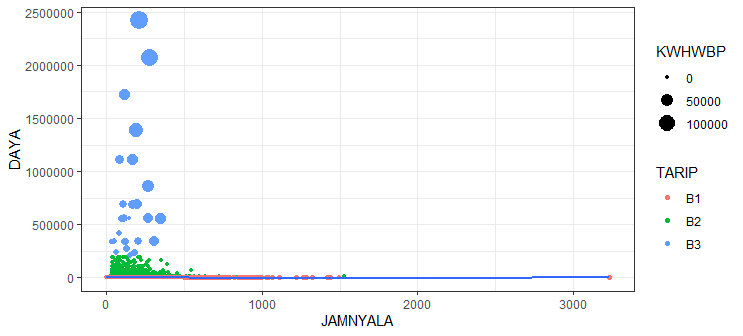 2500000
2000000
1500000
1000000
500000
0
DAYA
0
1000
2000
3000
JAMNYALA
KWHWBP
0
50000
100000
TARIP
B1
B2
B3